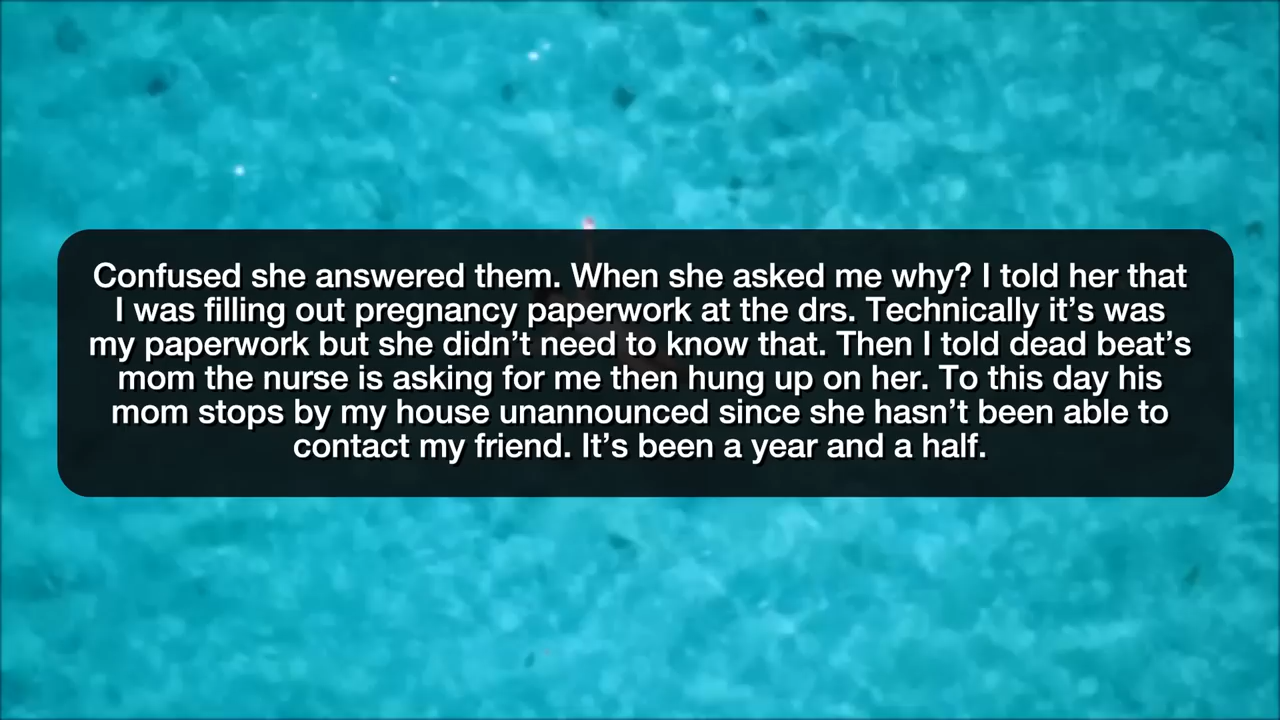 Confused she answered them. When she asked me why? I told her that
I was filling out pregnancy paperwork at the drs. Technically it’s was
my paperwork but she didn’t need to know that. Then I told dead beat’s
mom the nurse is asking for me then hung up on her. To this day his
mom stops by my house unannounced since she hasn’t been able to
contact my friend. It’s been a year and a half.